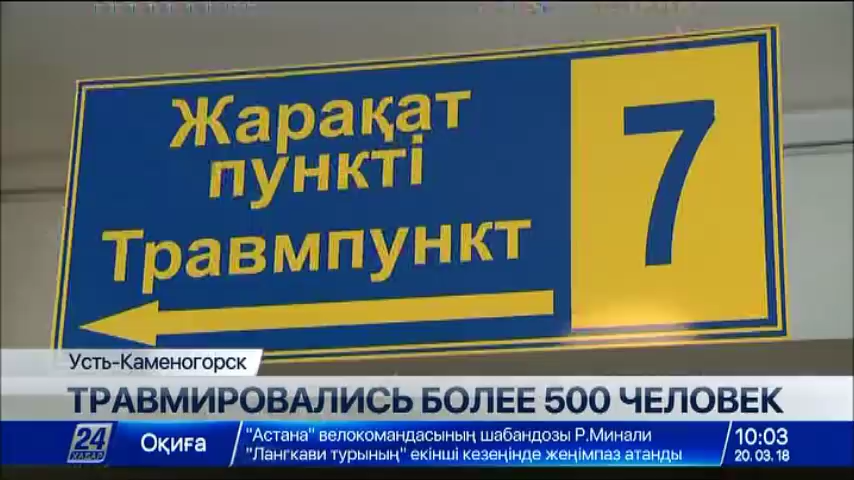 Жарақат
пункті
Травмпункт
7
Усть-Каменогорск
ТРАВМИРОВАЛИСЬ БОЛЕЕ 500 ЧЕЛОВЕК
24
ХАБАР
Оқиға
"Астана" велокомандасының шабандозы Р.Минали
"Лангкави турының" екінші кезеңінде жеңімпаз атанды
10:03
20.03.18